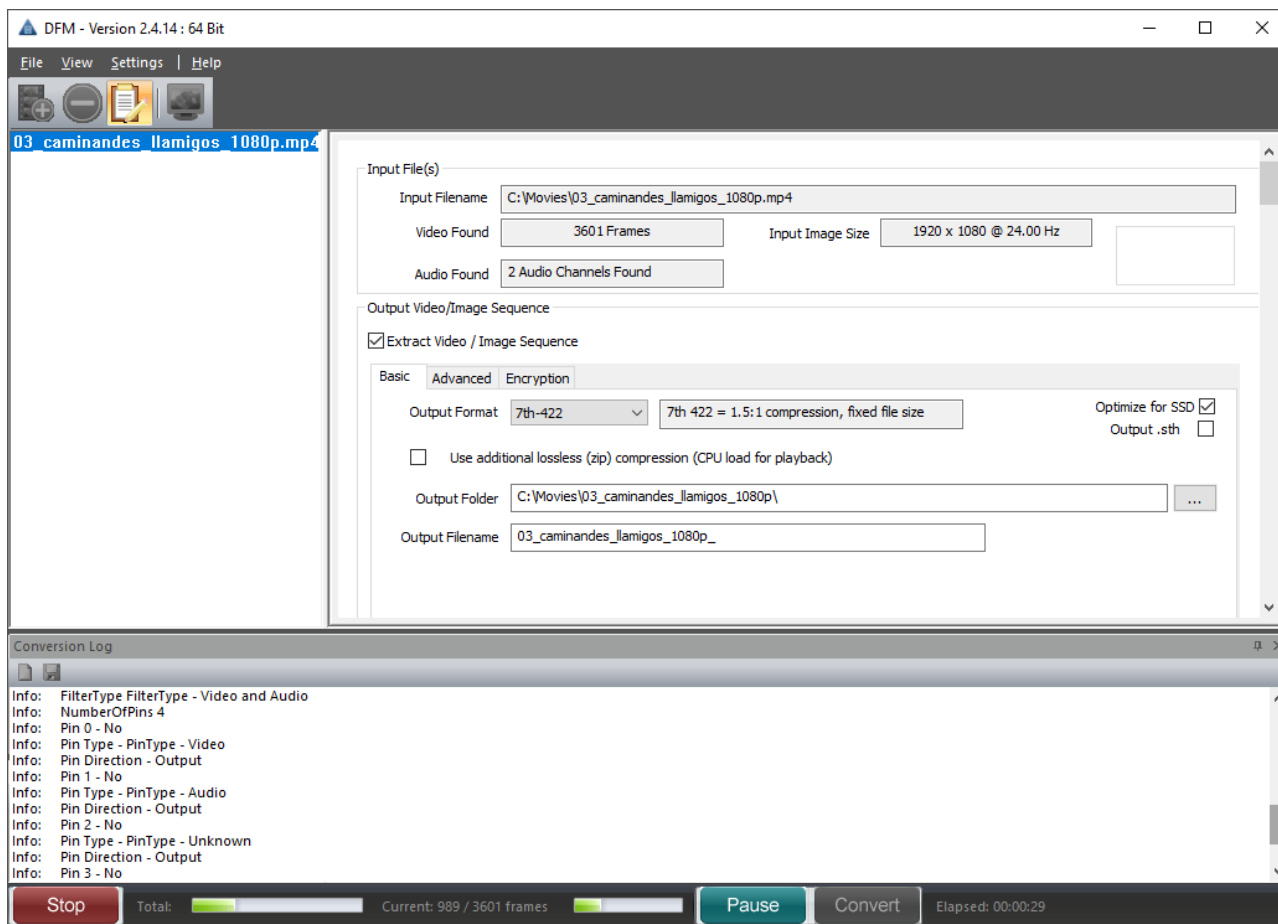 DFM - Version 2.4.14 : 64 Bit
File View Settings | Help
03_caminandes_llamigos_1080p.mp4
Input File(s)
Input Filename C:\Movies\03_caminandes_llamigos_1080p.mp4
Video Found 3601 Frames Input Image Size 1920 x 1080 @ 24.00 Hz
Audio Found 2 Audio Channels Found
Output Video/Image Sequence
Extract Video / Image Sequence
Basic Advanced Encryption
Output Format 7th-422 7th 422 = 1.5:1 compression, fixed file size Optimize for SSD
Output .sth
Use additional lossless (zip) compression (CPU load for playback)
Output Folder C:\Movies\03_caminandes_llamigos_1080p\ ...
Output Filename 03_caminandes_llamigos_1080p_
Conversion Log
Info: FilterType FilterType - Video and Audio
Info: NumberOfPins 4
Info: Pin 0 - No
Info: Pin Type - PinType - Video
Info: Pin Direction - Output
Info: Pin 1 - No
Info: Pin Type - PinType - Audio
Info: Pin Direction - Output
Info: Pin 2 - No
Info: Pin Type - PinType - Unknown
Info: Pin Direction - Output
Info: Pin 3 - No
Stop Total: Current: 989 / 3601 frames Pause Convert Elapsed: 00:00:29